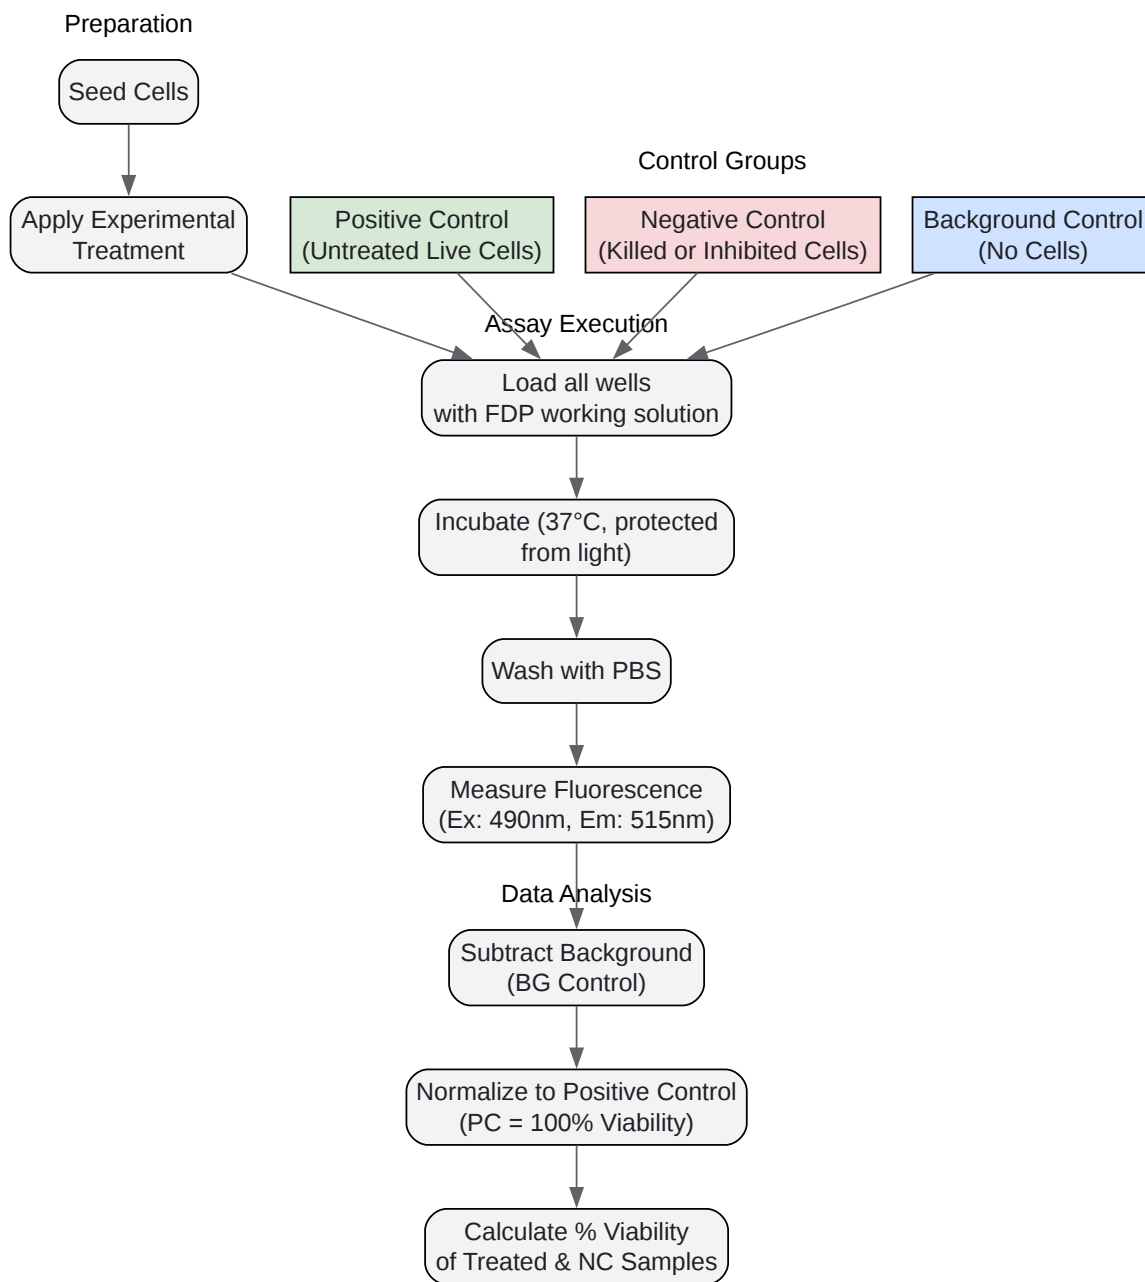 Preparation
Seed Cells
Control Groups
Apply Experimental
Treatment
Positive Control
(Untreated Live Cells)
Negative Control
(Killed or Inhibited Cells)
Background Control
(No Cells)
Assay Execution
Load all wells
with FDP working solution
Incubate (37°C, protected
from light)
Wash with PBS
Measure Fluorescence
(Ex: 490nm, Em: 515nm)
Data Analysis
Subtract Background
(BG Control)
Normalize to Positive Control
(PC = 100% Viability)
Calculate % Viability
of Treated & NC Samples